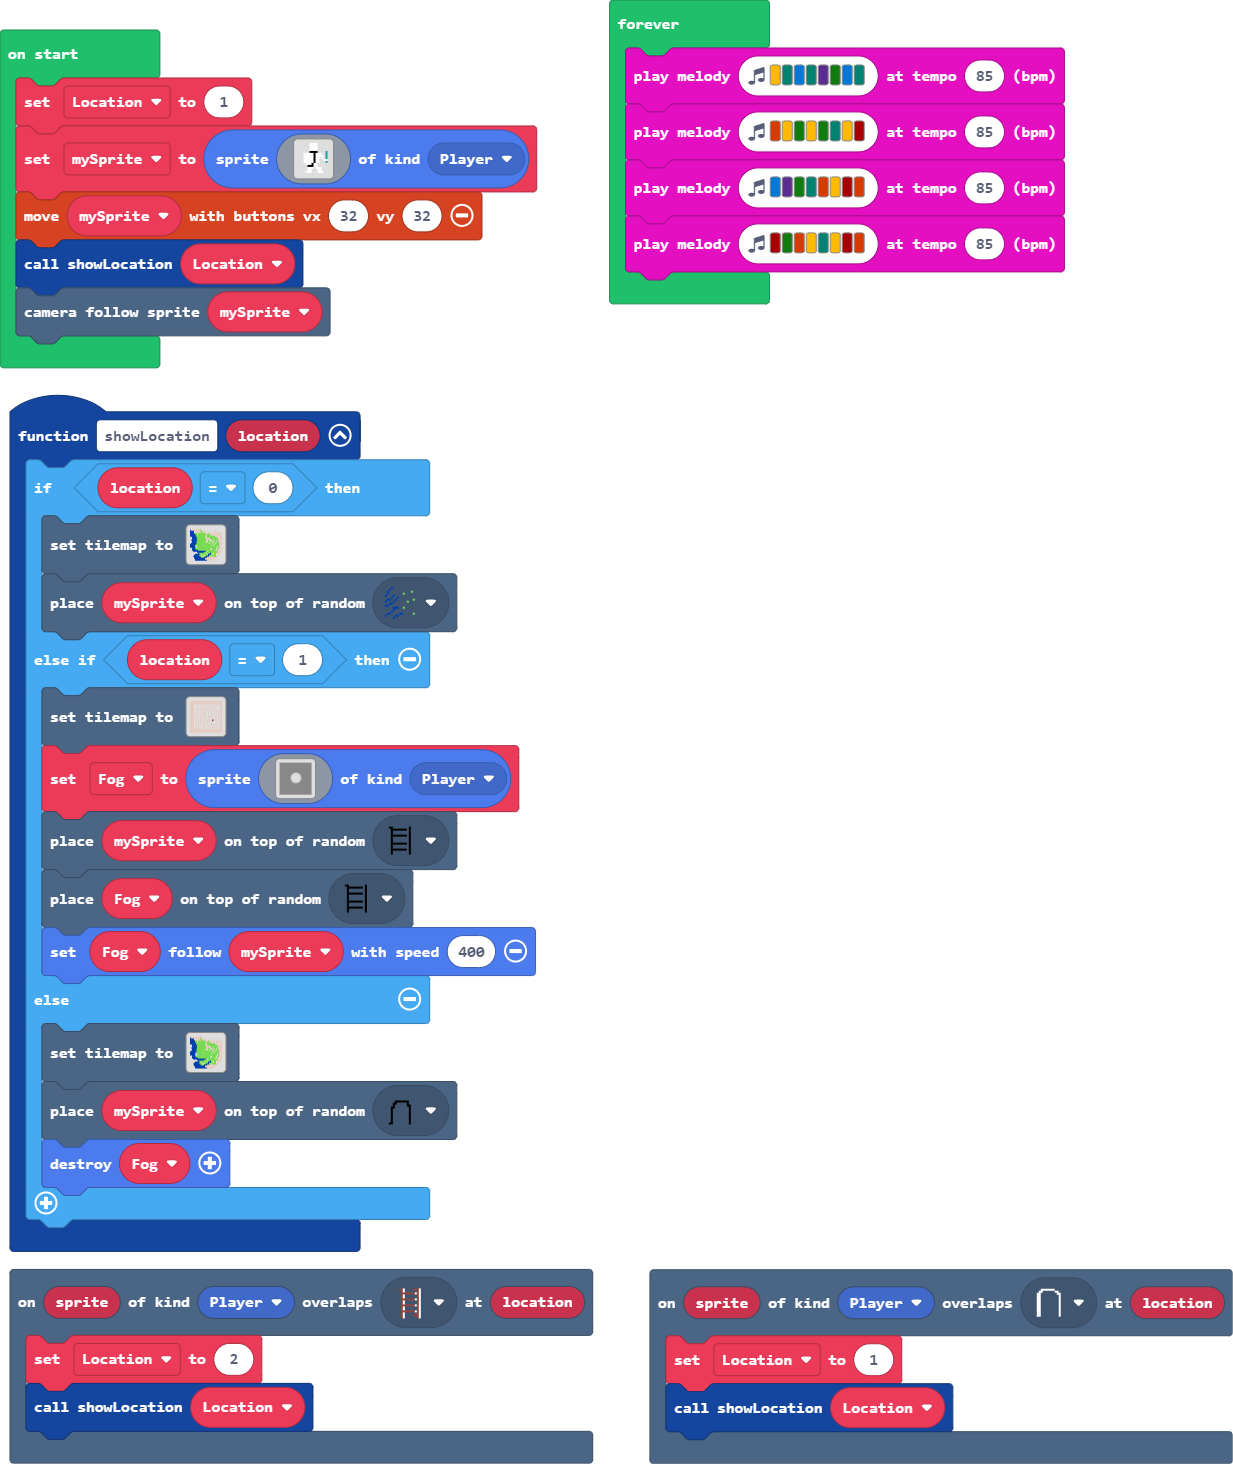 on start
set Location to 1
set mySprite to sprite of kind Player
move mySprite with buttons vx 32 vy 32
call showLocation Location
camera follow sprite mySprite
forever
play melody at tempo 85 (bpm)
play melody at tempo 85 (bpm)
play melody at tempo 85 (bpm)
play melody at tempo 85 (bpm)
function showLocation location
if location = 0 then
set tilemap to
place mySprite on top of random
else if location = 1 then
set tilemap to
set Fog to sprite of kind Player
place mySprite on top of random
place Fog on top of random
set Fog follow mySprite with speed 400
else
set tilemap to
place mySprite on top of random
destroy Fog
on sprite of kind Player overlaps at location
set Location to 2
call showLocation Location
on sprite of kind Player overlaps at location
set Location to 1
call showLocation Location